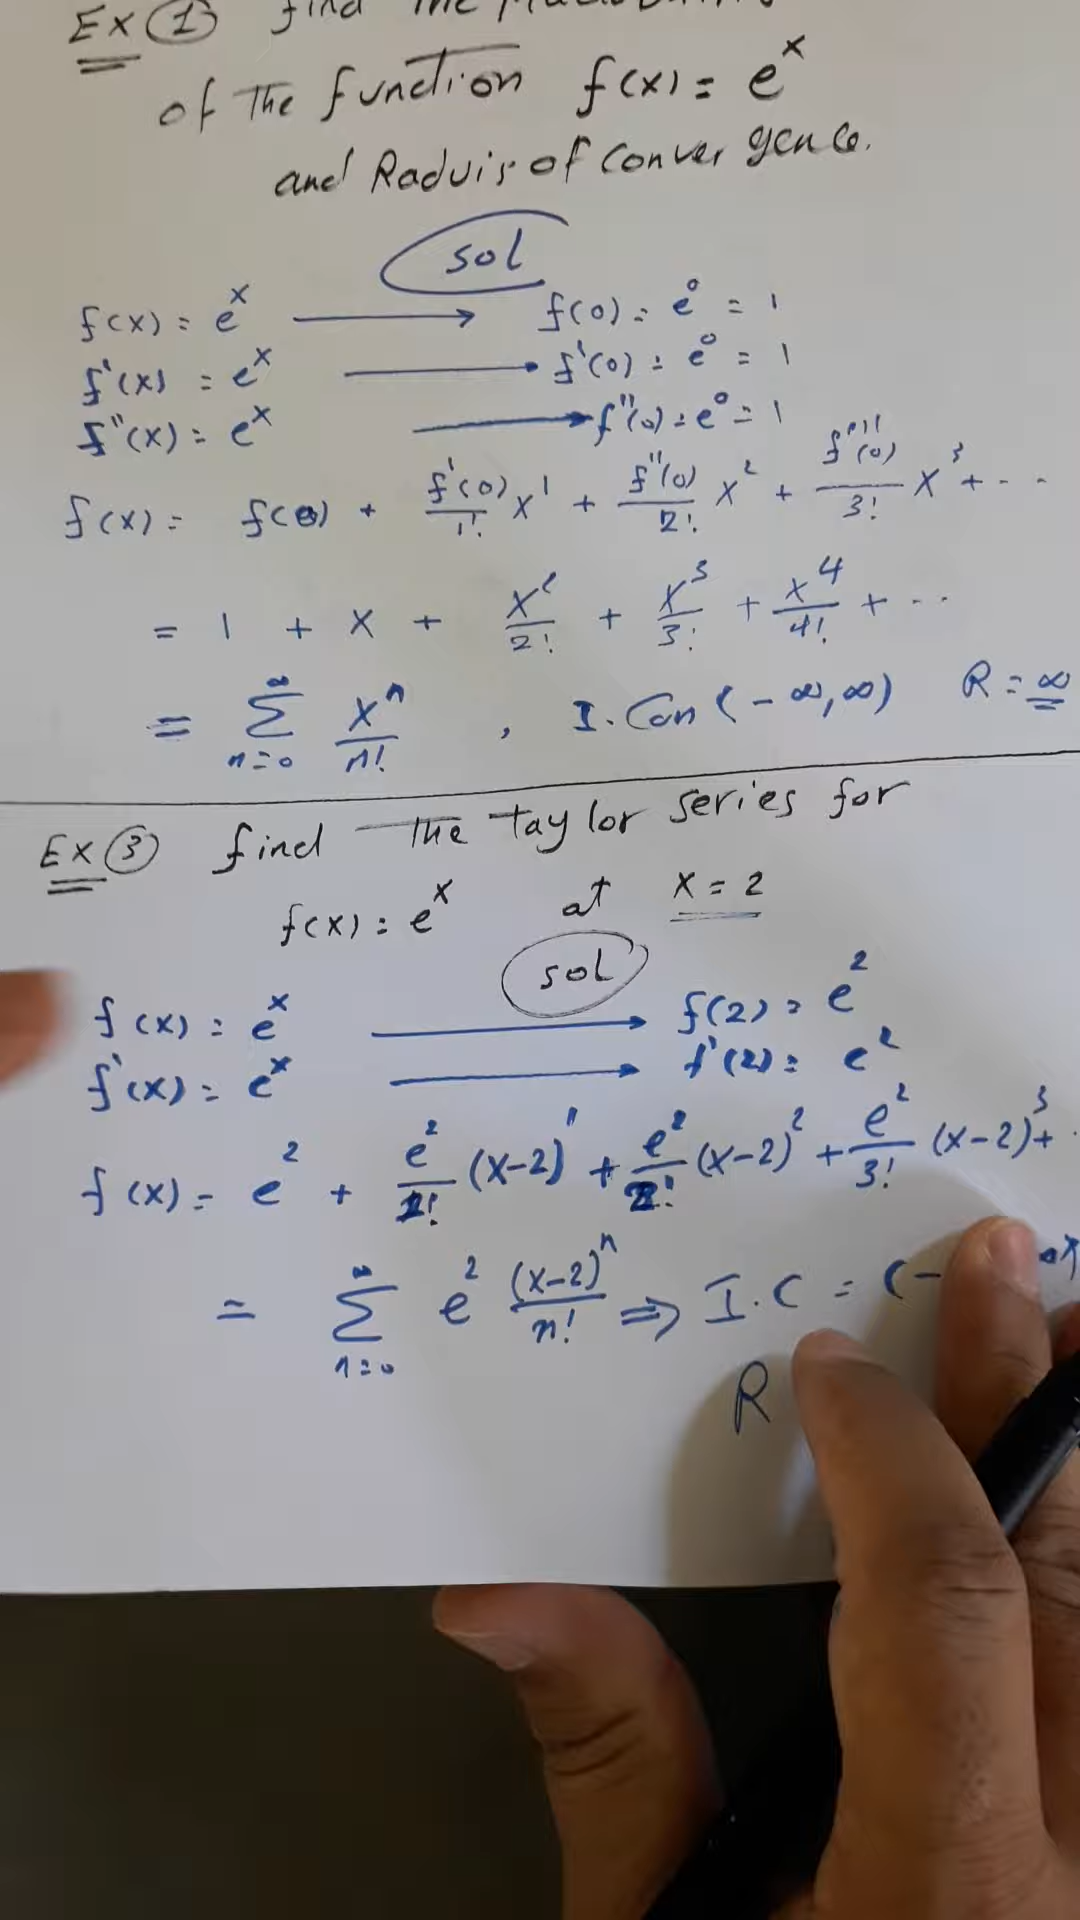 Ex ① find the
of the function f(x) = e^x
and Raduis of convergence.
sol
f(x) = e^x ⟶ f(0) = e^0 = 1
f'(x) = e^x ⟶ f'(0) = e^0 = 1
f''(x) = e^x ⟶ f''(0) = e^0 = 1
f(x) = f(0) + f'(0)/1! x^1 + f''(0)/2! x^2 + f'''(0)/3! x^3 + ...
= 1 + x + x^2/2! + x^3/3! + x^4/4! + ..
= ∑_{n=0}^{∞} x^n/n! , I. Con (-∞, ∞) R = ∞
Ex ③ find the taylor series for
f(x) = e^x at x = 2
sol
f(x) = e^x ⟶ f(2) = e^2
f'(x) = e^x ⟶ f'(2) = e^2
f(x) = e^2 + e^2/1! (x-2)^1 + e^2/2! (x-2)^2 + e^2/3! (x-2)^3 + .
= ∑_{n=0}^{∞} e^2 (x-2)^n/n! ⇒ I.C = (-
R